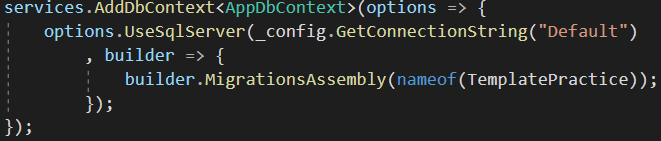 services.AddDbContext<AppDbContext>(options => {
options.UseSqlServer(_config.GetConnectionString("Default")
, builder => {
builder.MigrationsAssembly(nameof(TemplatePractice));
});
});